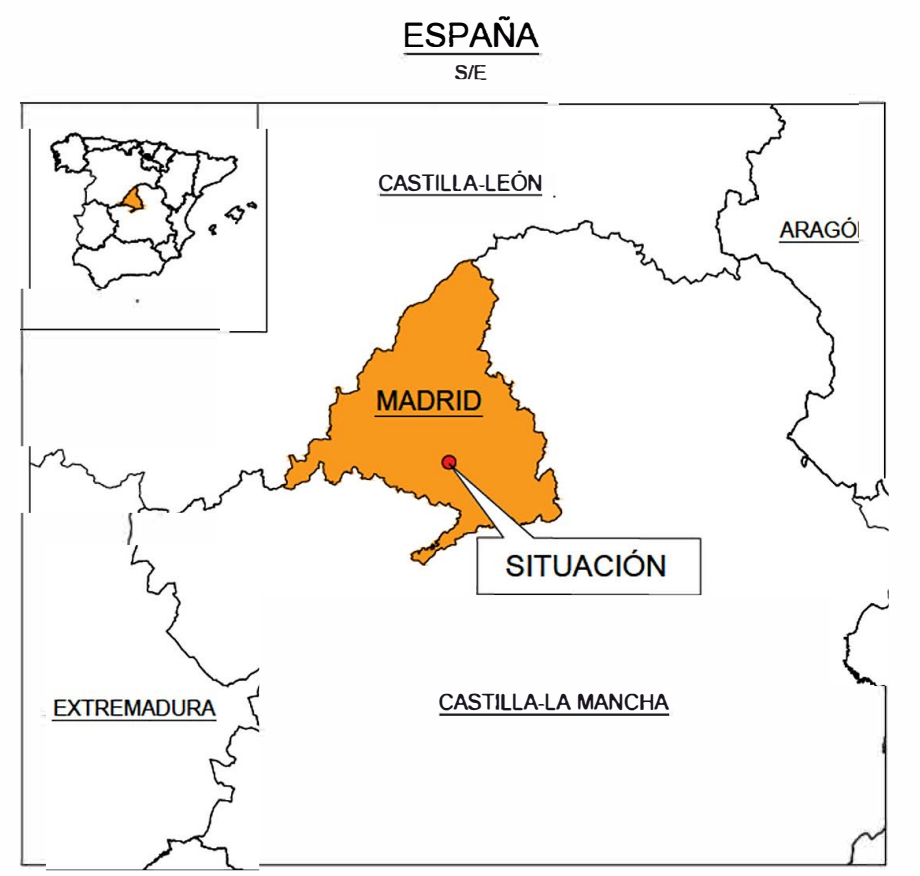 ESPAÑA
S/E
CASTILLA-LEÓN
ARAGÓ
MADRID
SITUACIÓN
EXTREMADURA
CASTILLA-LA MANCHA